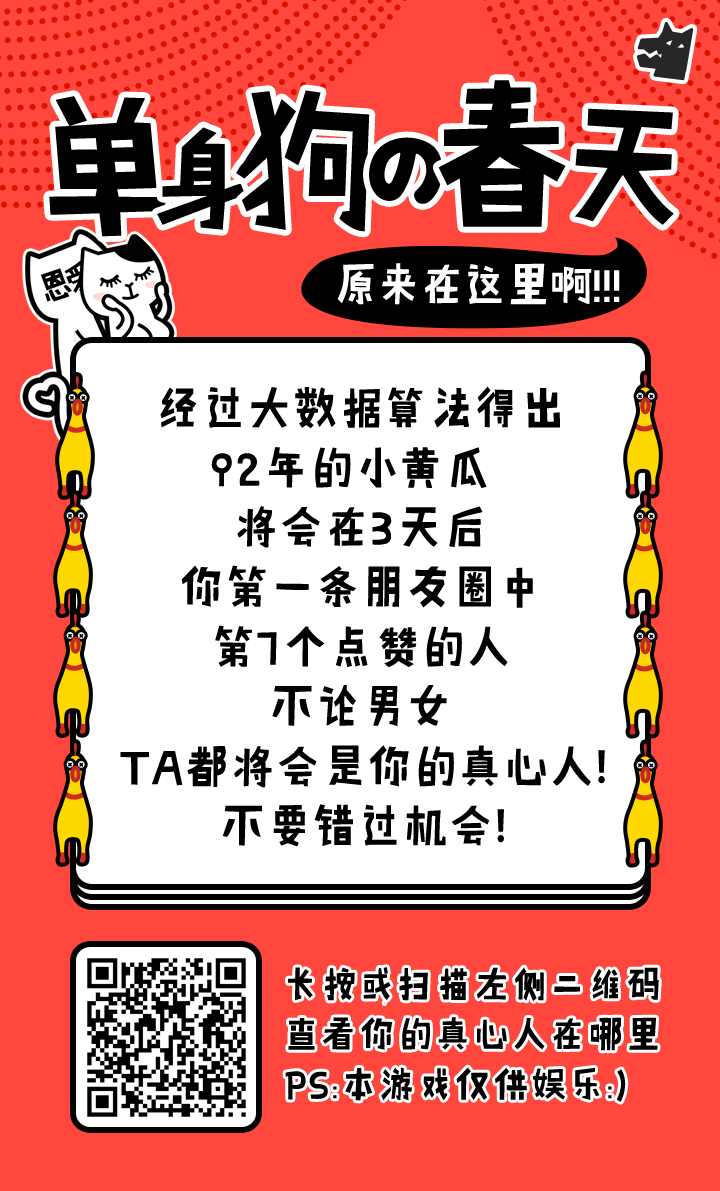 单身狗の春天
原来在这里啊!!!
恩爱
经过大数据算法得出
92年的小黄瓜
将会在3天后
你第一条朋友圈中
第7个点赞的人
不论男女
TA都将会是你的真心人!
不要错过机会!
长按或扫描左侧二维码
查看你的真心人在哪里
PS:本游戏仅供娱乐:)